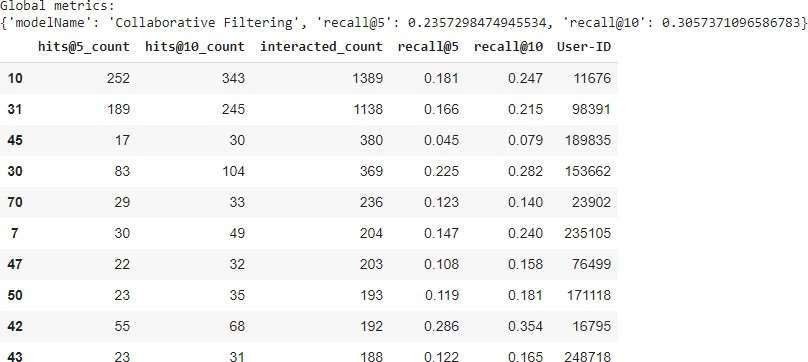 Global metrics:
{'modelName': 'Collaborative Filtering', 'recall@5': 0.2357298474945534, 'recall@10': 0.3057371096586783}
hits@5_count hits@10_count interacted_count recall@5 recall@10 User-ID
10 252 343 1389 0.181 0.247 11676
31 189 245 1138 0.166 0.215 98391
45 17 30 380 0.045 0.079 189835
30 83 104 369 0.225 0.282 153662
70 29 33 236 0.123 0.140 23902
7 30 49 204 0.147 0.240 235105
47 22 32 203 0.108 0.158 76499
50 23 35 193 0.119 0.181 171118
42 55 68 192 0.286 0.354 16795
43 23 31 188 0.122 0.165 248718